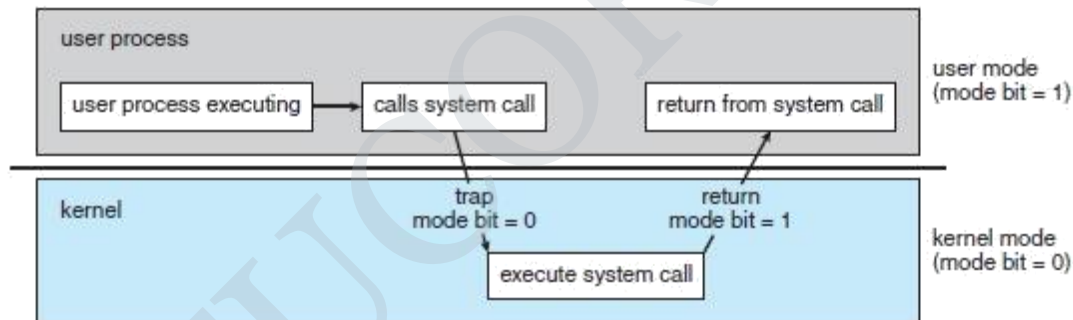 user process
user process executing
calls system call
return from system call
user mode
(mode bit = 1)
kernel
trap
mode bit = 0
return
mode bit = 1
execute system call
kernel mode
(mode bit = 0)